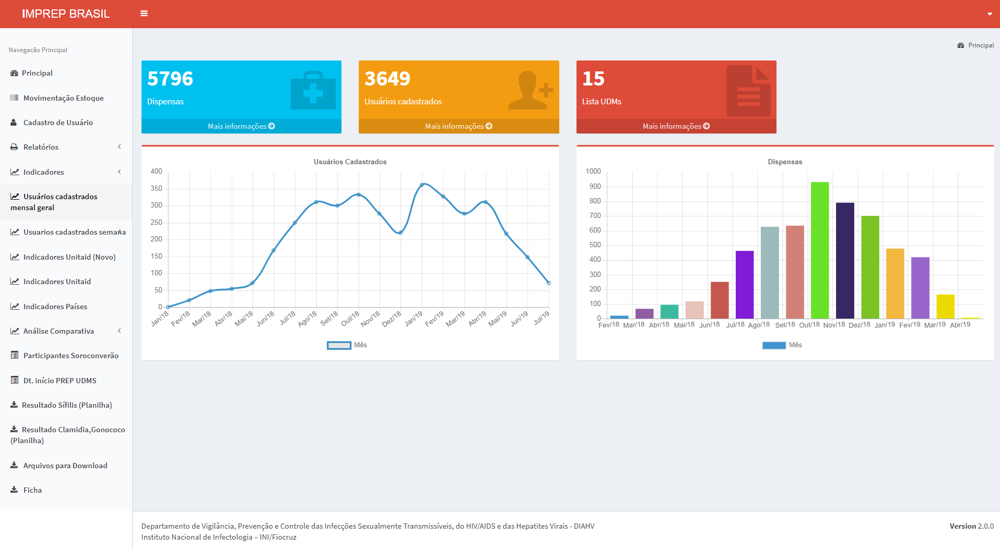 IMPREP BRASIL
Principal
Navegacão Principal
Principal
Movimentação Estoque
Cadastro de Usuário
Relatórios
Indicadores
Usuários cadastrados
mensal geral
Usuarios cadastrados semana
Indicadores Unitaid (Novo)
Indicadores Unitaid
Indicadores Países
Análise Comparativa
Participantes Soroconverão
Dt. início PREP UDMS
Resultado Sífilis (Planilha)
Resultado Clamidia,Gonococo
(Planilha)
Arquivos para Download
Ficha
5796
Dispensas
Mais informações
3649
Usuários cadastrados
Mais informações
15
Lista UDMs
Mais informações
Usuários Cadastrados
400
350
300
250
200
150
100
50
0
Jan/18 Fev/18 Mar/18 Abr/18 Mai/18 Jun/18 Jul/18 Ago/18 Set/18 Out/18 Nov/18 Dez/18 Jan/19 Fev/19 Mar/19 Abr/19 Mai/19 Jun/19 Jul/19
Mês
Dispensas
1000
900
800
700
600
500
400
300
200
100
0
Fev/18 Mar/18 Abr/18 Mai/18 Jun/18 Jul/18 Ago/18 Set/18 Out/18 Nov/18 Dez/18 Jan/19 Fev/19 Mar/19 Abr/19
Mês
Departamento de Vigilância, Prevenção e Controle das Infecções Sexualmente Transmissíveis, do HIV/AIDS e das Hepatites Virais - DIAHV
Instituto Nacional de Infectologia – INI/Fiocruz
Version 2.0.0